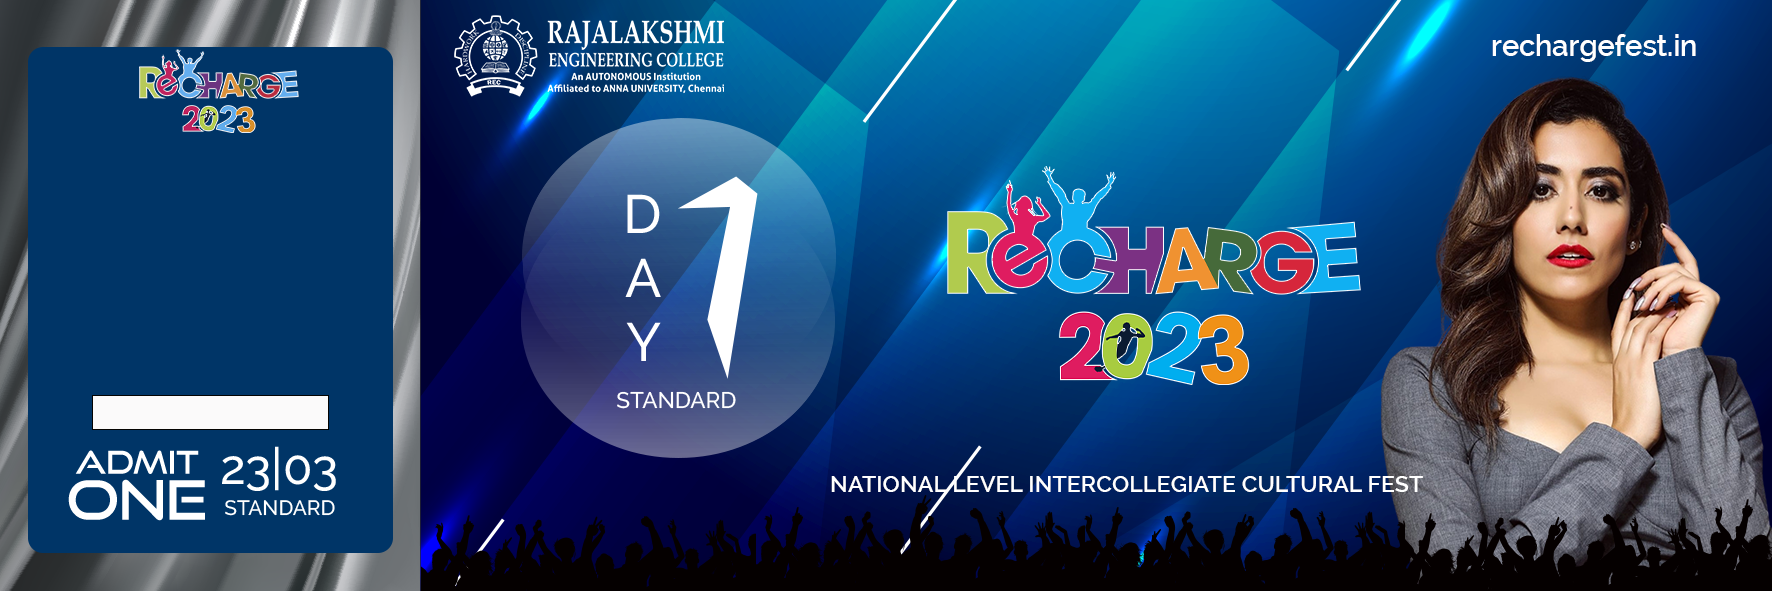 RECHARGE
2023
ADMIT
ONE
23|03
STANDARD
RAJALAKSHMI
ENGINEERING COLLEGE
An AUTONOMOUS Institution
Affiliated to ANNA UNIVERSITY, Chennai
REC
DAY 1
STANDARD
rechargefest.in
ReCHARGE
2023
NATIONAL LEVEL INTERCOLLEGIATE CULTURAL FEST